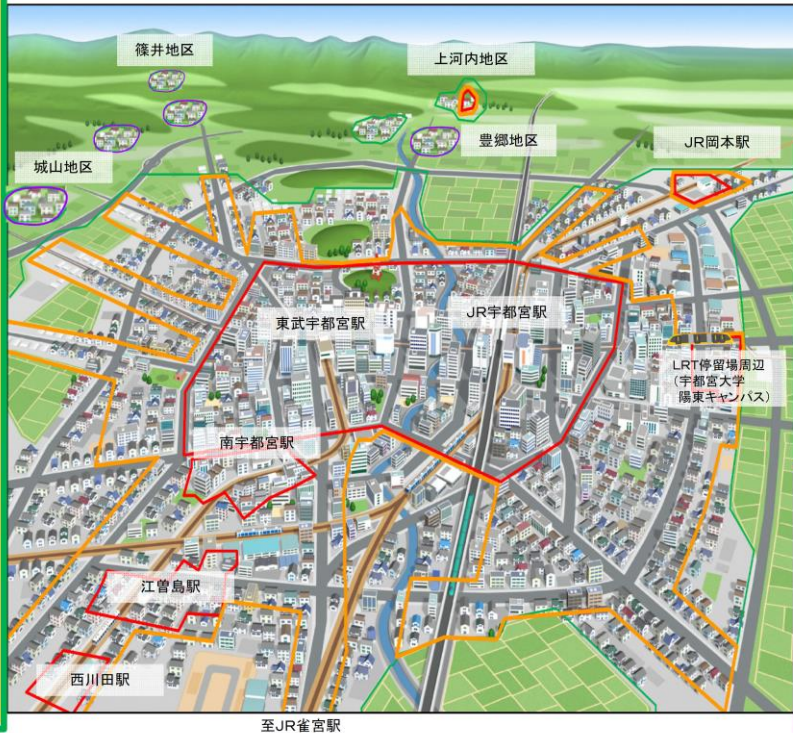 篠井地区
上河内地区
豊郷地区
JR岡本駅
城山地区
東武宇都宮駅
JR宇都宮駅
LRT停留場周辺
(宇都宮大学
陽東キャンパス)
南宇都宮駅
江曽島駅
西川田駅
至JR雀宮駅